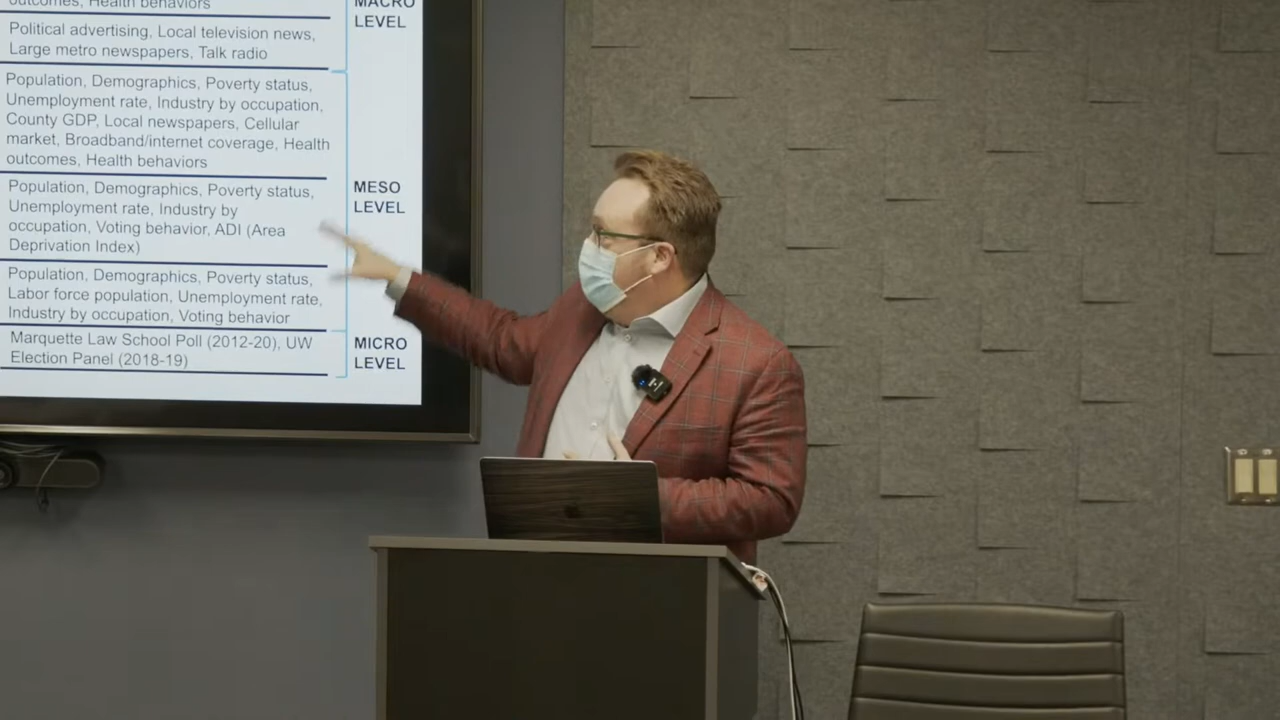 outcomes, Health behaviors
MACRO
LEVEL
Political advertising, Local television news,
Large metro newspapers, Talk radio
Population, Demographics, Poverty status,
Unemployment rate, Industry by occupation,
County GDP, Local newspapers, Cellular
market, Broadband/internet coverage, Health
outcomes, Health behaviors
Population, Demographics, Poverty status,
Unemployment rate, Industry by
occupation, Voting behavior, ADI (Area
Deprivation Index)
MESO
LEVEL
Population, Demographics, Poverty status,
Labor force population, Unemployment rate,
Industry by occupation, Voting behavior
Marquette Law School Poll (2012-20), UW
Election Panel (2018-19)
MICRO
LEVEL